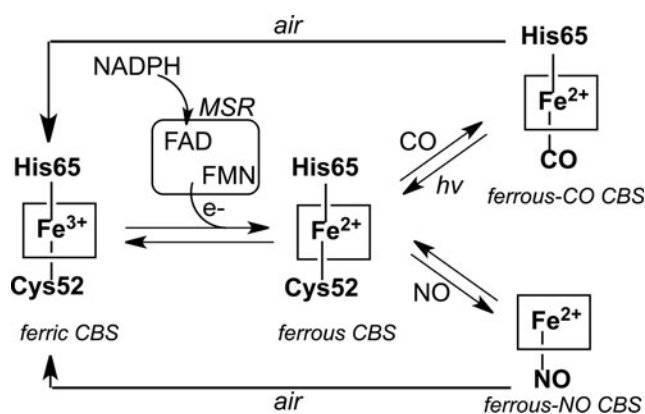 air
His65
NADPH
MSR
Fe2+
FAD
CO
CO
His65
FMN
His65
hv
ferrous-CO CBS
e-
Fe3+
Fe2+
Cys52
Cys52
NO
Fe2+
ferric CBS
ferrous CBS
NO
air
ferrous-NO CBS